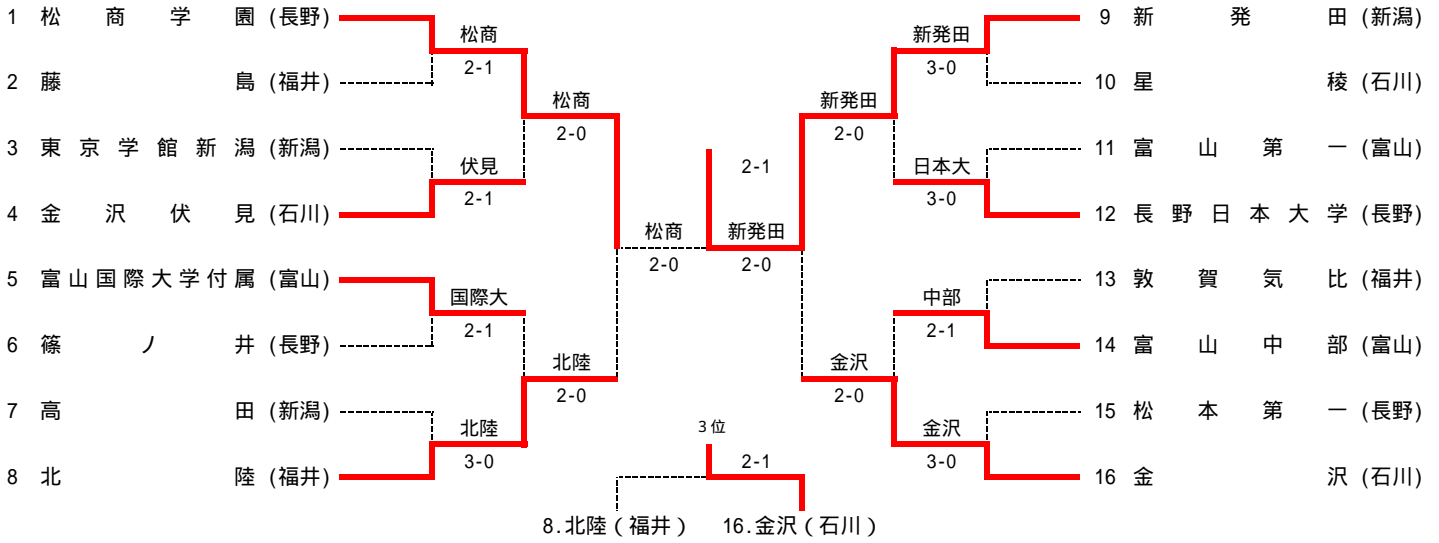 1 松商学園 (長野)
松商
2-1
2 藤島 (福井)
松商
2-0
3 東京学館新潟 (新潟)
伏見
2-1
4 金沢伏見 (石川)
松商
2-0
5 富山国際大学付属 (富山)
国際大
2-1
6 篠ノ井 (長野)
北陸
2-0
7 高田 (新潟)
北陸
3-0
8 北陸 (福井)
2-1
新発田
2-0
9 新発田 (新潟)
新発田
3-0
10 星稜 (石川)
新発田
2-0
11 富山第一 (富山)
日本大
3-0
12 長野日本大学 (長野)
13 敦賀気比 (福井)
中部
2-1
14 富山中部 (富山)
金沢
2-0
15 松本第一 (長野)
金沢
3-0
16 金沢 (石川)
3位
2-1
8.北陸（福井） 16.金沢（石川）